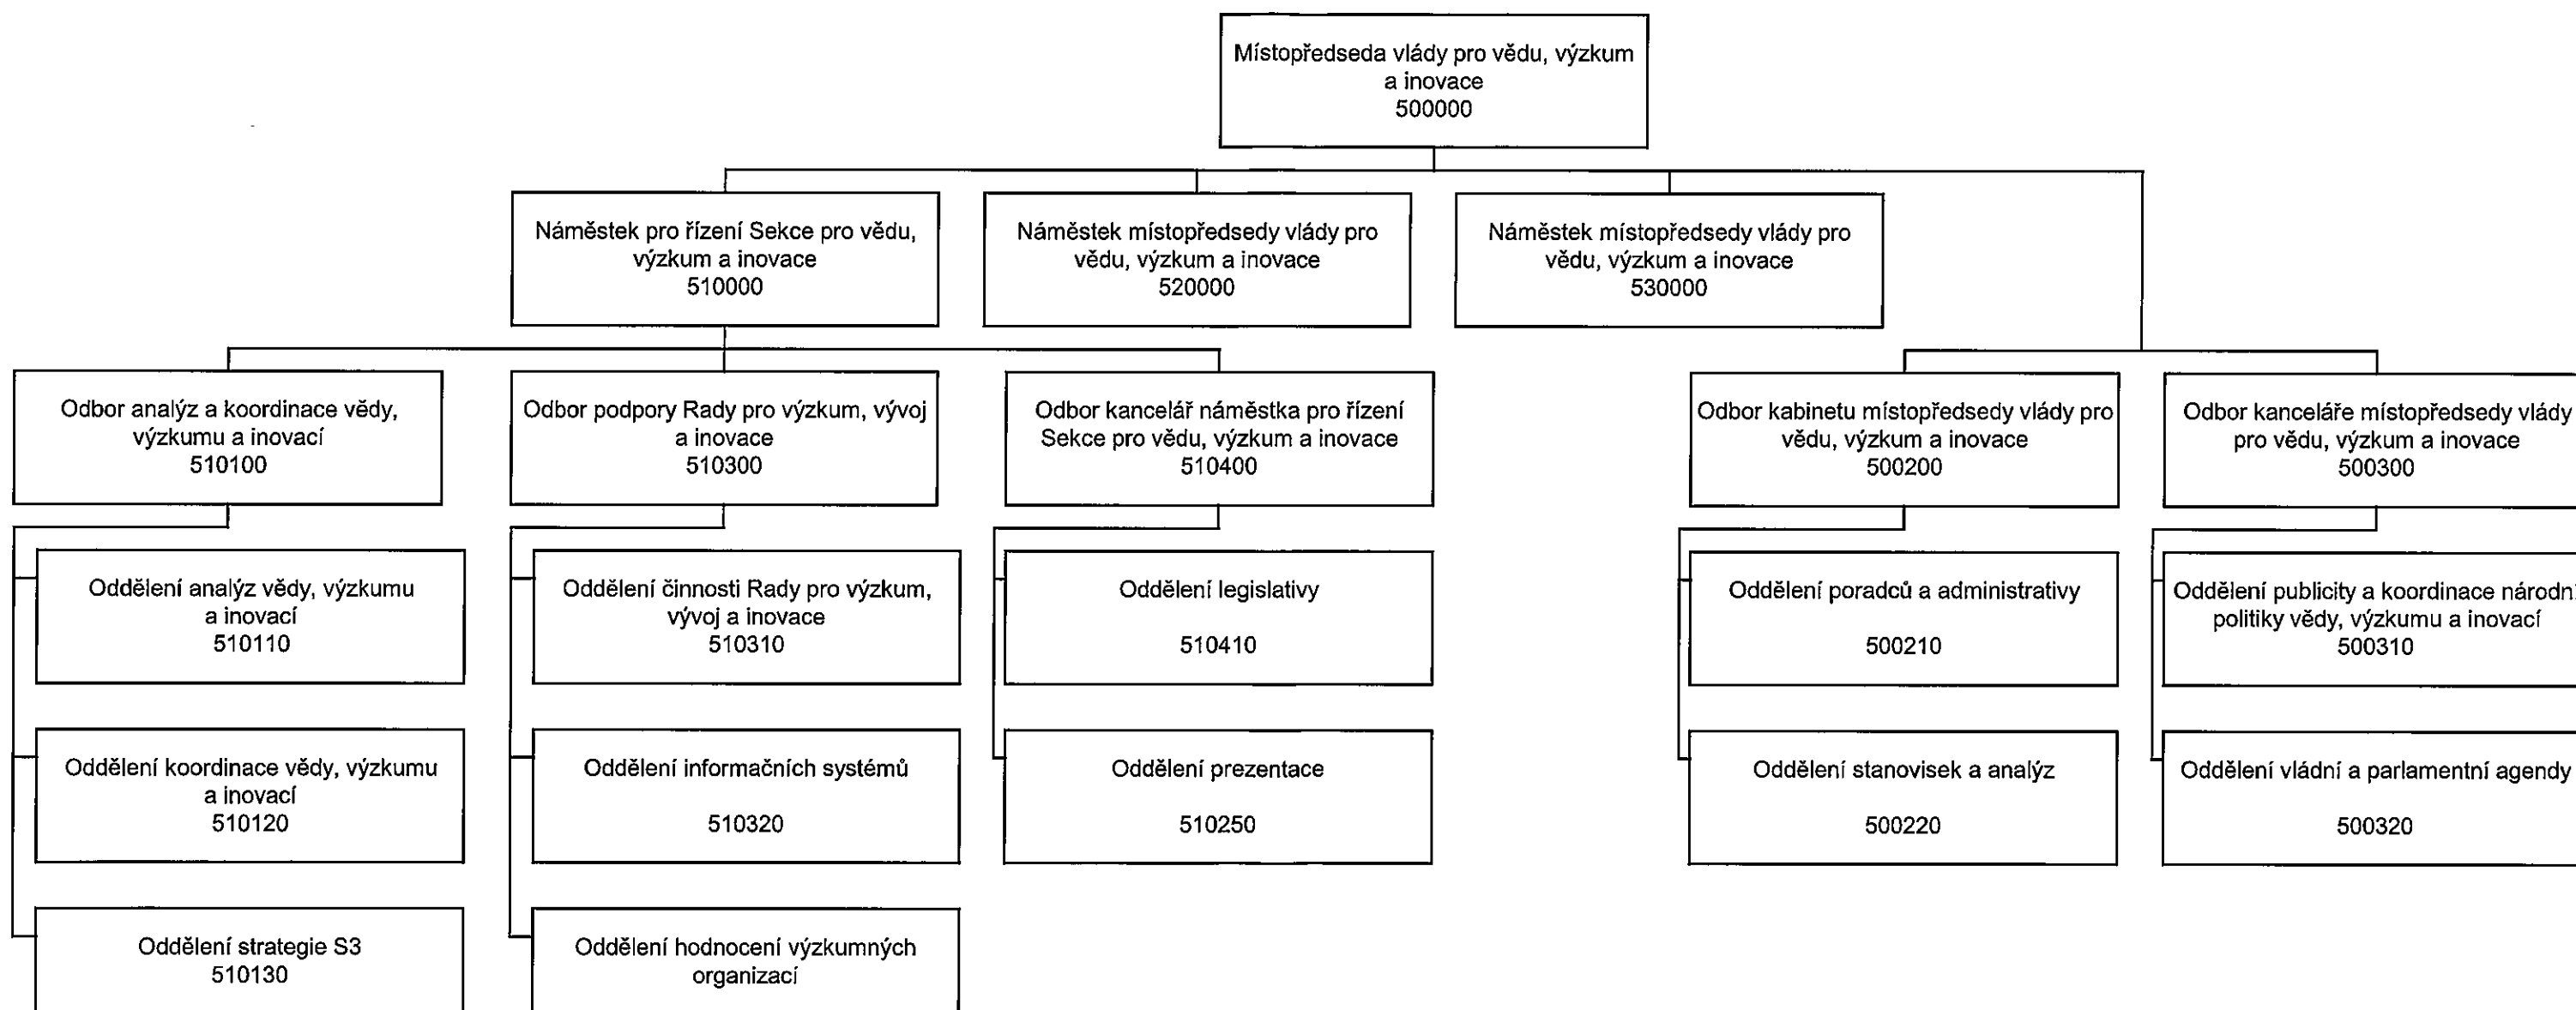 Místopředseda vlády pro vědu, výzkum
a inovace
500000
Náměstek pro řízení Sekce pro vědu,
výzkum a inovace
510000
Náměstek místopředsedy vlády pro
vědu, výzkum a inovace
520000
Náměstek místopředsedy vlády pro
vědu, výzkum a inovace
530000
Odbor analýz a koordinace vědy,
výzkumu a inovací
510100
Odbor podpory Rady pro výzkum, vývoj
a inovace
510300
Odbor kancelář náměstka pro řízení
Sekce pro vědu, výzkum a inovace
510400
Odbor kabinetu místopředsedy vlády pro
vědu, výzkum a inovace
500200
Odbor kanceláře místopředsedy vlády
pro vědu, výzkum a inovace
500300
Oddělení analýz vědy, výzkumu
a inovací
510110
Oddělení činnosti Rady pro výzkum,
vývoj a inovace
510310
Oddělení legislativy
510410
Oddělení poradců a administrativy
500210
Oddělení publicity a koordinace národní
politiky vědy, výzkumu a inovací
500310
Oddělení koordinace vědy, výzkumu
a inovací
510120
Oddělení informačních systémů
510320
Oddělení prezentace
510250
Oddělení stanovisek a analýz
500220
Oddělení vládní a parlamentní agendy
500320
Oddělení strategie S3
510130
Oddělení hodnocení výzkumných
organizací